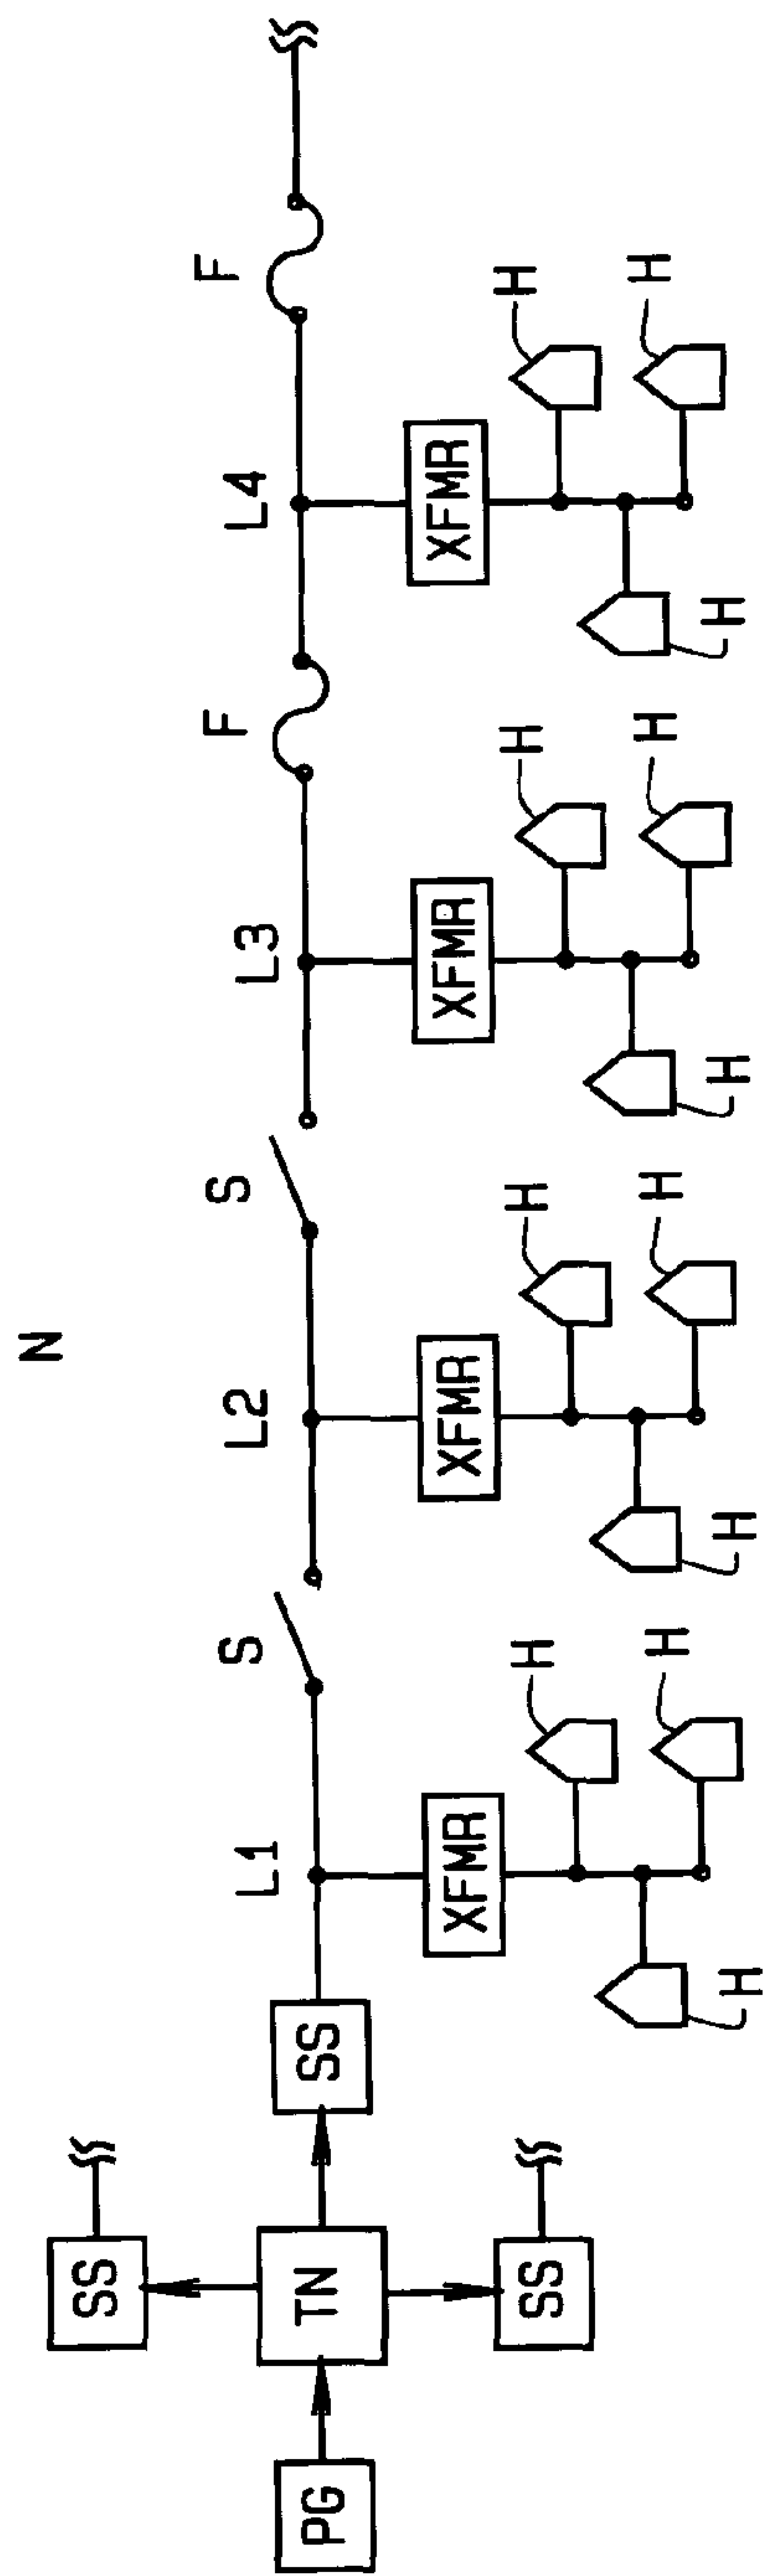 N
SS
L1 S L2 S L3 F L4 F
PG TN SS
XFMR XFMR XFMR XFMR
H H H H
SS
H H H H
H H H H